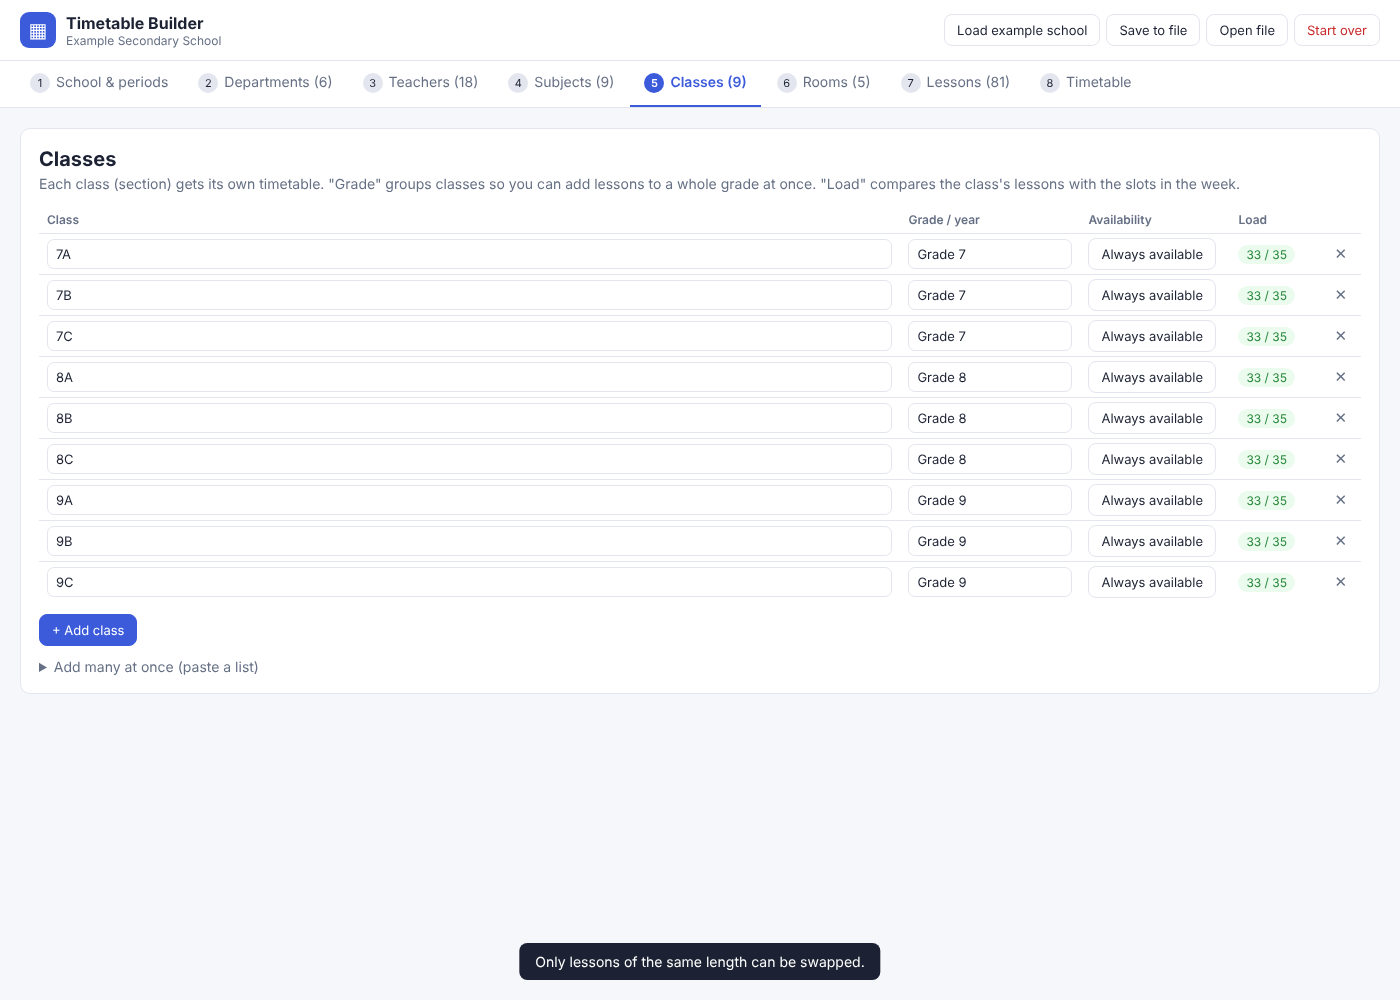 Timetable Builder
Example Secondary School
Load example school
Save to file
Open file
Start over
1 School & periods
2 Departments (6)
3 Teachers (18)
4 Subjects (9)
5 Classes (9)
6 Rooms (5)
7 Lessons (81)
8 Timetable
Classes
Each class (section) gets its own timetable. "Grade" groups classes so you can add lessons to a whole grade at once. "Load" compares the class's lessons with the slots in the week.
Class Grade / year Availability Load
7A Grade 7 Always available 33 / 35 ✕
7B Grade 7 Always available 33 / 35 ✕
7C Grade 7 Always available 33 / 35 ✕
8A Grade 8 Always available 33 / 35 ✕
8B Grade 8 Always available 33 / 35 ✕
8C Grade 8 Always available 33 / 35 ✕
9A Grade 9 Always available 33 / 35 ✕
9B Grade 9 Always available 33 / 35 ✕
9C Grade 9 Always available 33 / 35 ✕
+ Add class
▶ Add many at once (paste a list)
Only lessons of the same length can be swapped.